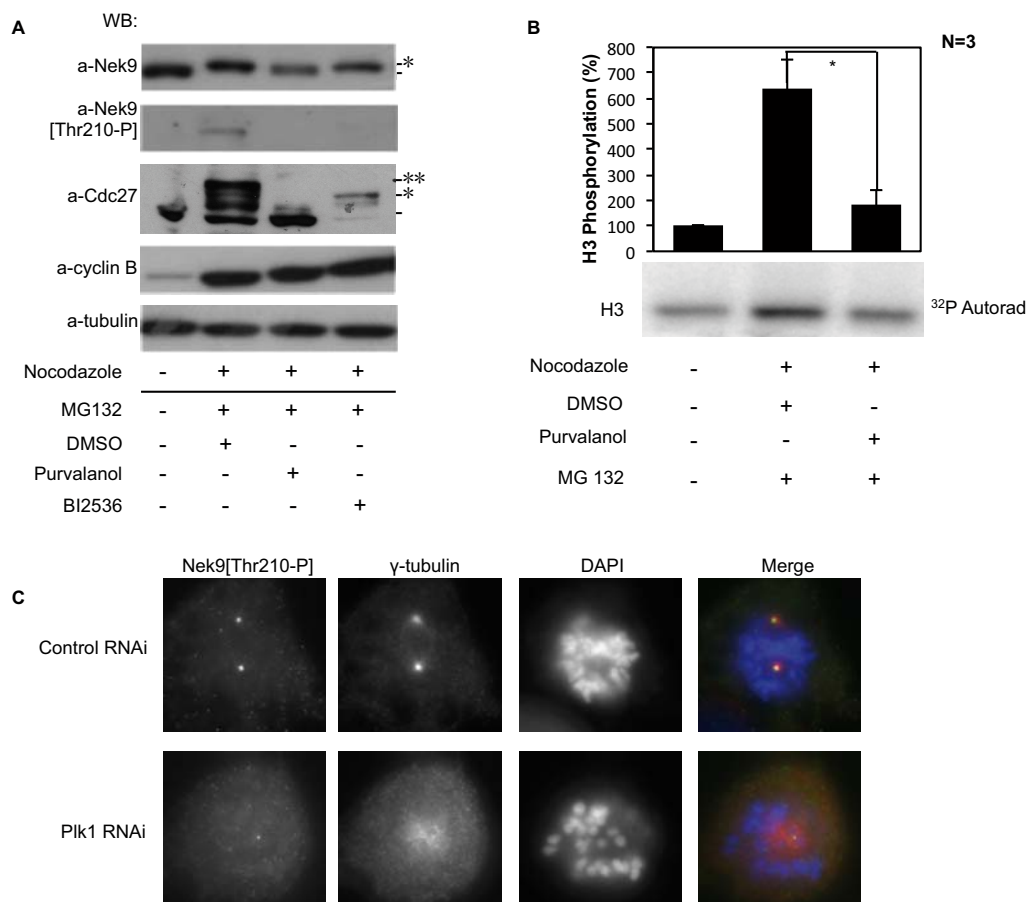 A
WB:
a-Nek9
-*
-
a-Nek9
[Thr210-P]
a-Cdc27
-**
-*
-
a-cyclin B
a-tubulin
Nocodazole - + + +
MG132 - + + +
DMSO - + - -
Purvalanol - - + -
BI2536 - - - +
B
N=3
H3 Phosphorylation (%)
800
700
600
500
400
300
200
100
0
*
H3
32P Autorad
Nocodazole - + +
DMSO - + -
Purvalanol - - +
MG 132 - + +
C
Nek9[Thr210-P] γ-tubulin DAPI Merge
Control RNAi
Plk1 RNAi